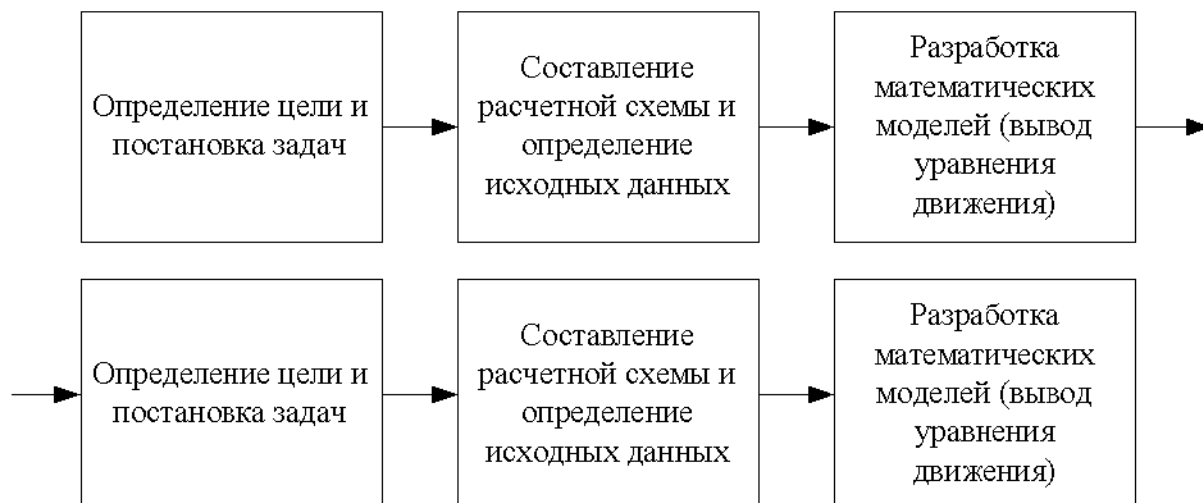 Определение цели и
постановка задач
Составление
расчетной схемы и
определение
исходных данных
Разработка
математических
моделей (вывод
уравнения
движения)
Определение цели и
постановка задач
Составление
расчетной схемы и
определение
исходных данных
Разработка
математических
моделей (вывод
уравнения
движения)